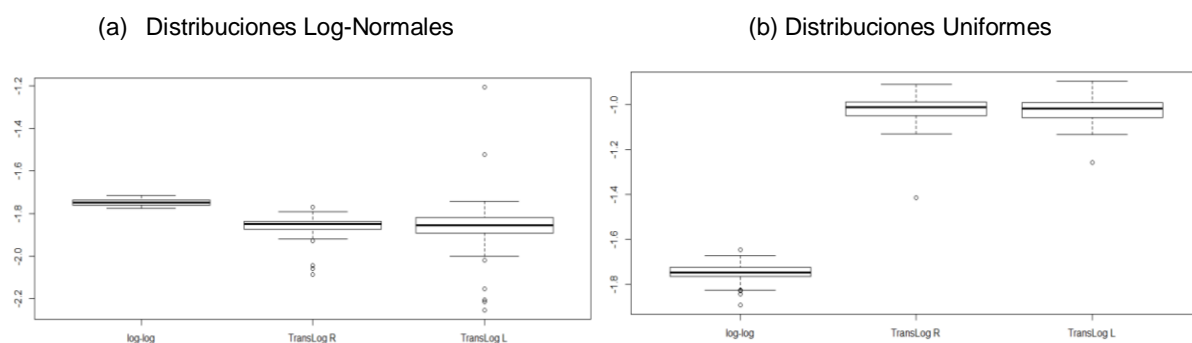 (a) Distribuciones Log-Normales
(b) Distribuciones Uniformes
-1.2
-1.4
-1.6
-1.8
-2.0
-2.2
log-log
TransLog R
TransLog L
-1.0
-1.2
-1.4
-1.6
-1.8
log-log
TransLog R
TransLog L